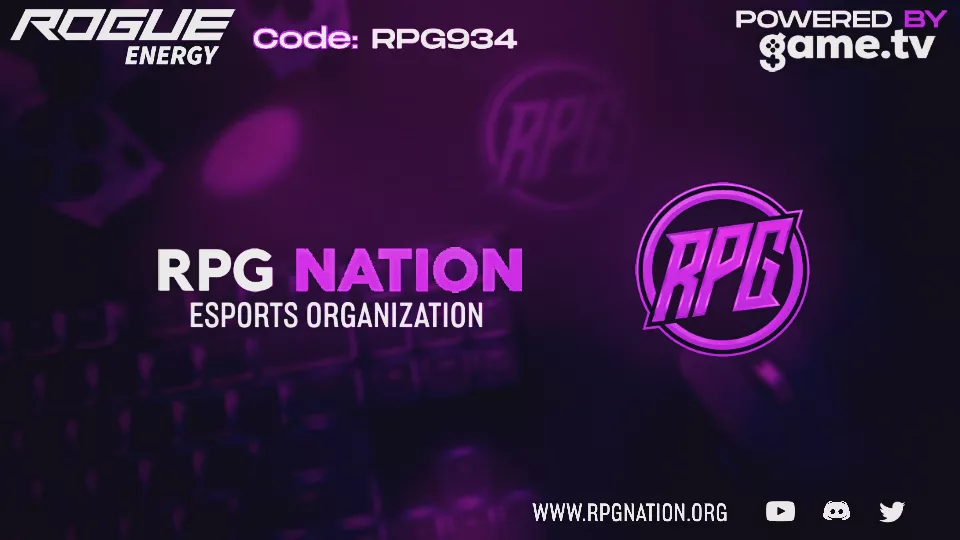 ROGUE
ENERGY
Code: RPG934
POWERED BY
game.tv
RPG
RPG NATION
ESPORTS ORGANIZATION
RPG
WWW.RPGNATION.ORG